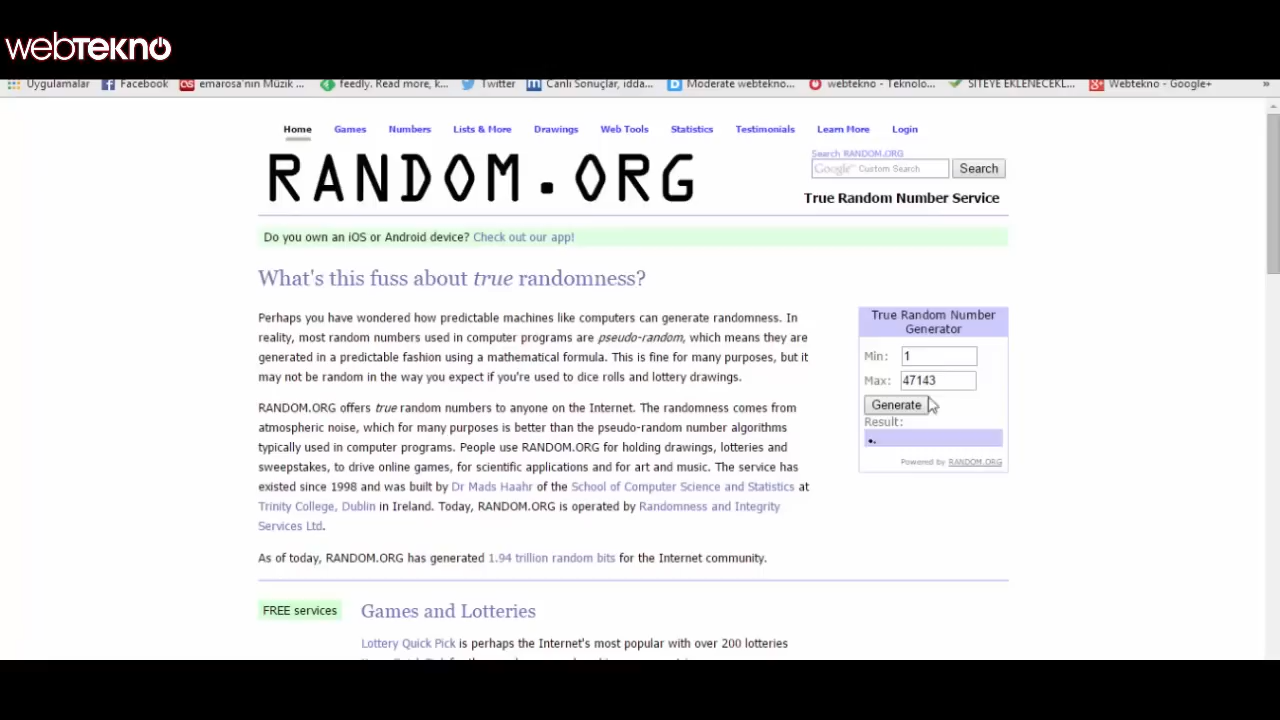 webTEKNO
Uygulamalar Facebook emarosa'nın Müzik ... feedly. Read more, k... Twitter Canlı Sonuçlar, idda... Moderate webtekno... webtekno - Teknolo... SİTEYE EKLENECEKL... Webtekno - Google+ »
Home Games Numbers Lists & More Drawings Web Tools Statistics Testimonials Learn More Login
RANDOM.ORG
Search RANDOM.ORG
Google™ Custom Search Search
True Random Number Service
Do you own an iOS or Android device? Check out our app!
What's this fuss about true randomness?
Perhaps you have wondered how predictable machines like computers can generate randomness. In
reality, most random numbers used in computer programs are pseudo-random, which means they are
generated in a predictable fashion using a mathematical formula. This is fine for many purposes, but it
may not be random in the way you expect if you're used to dice rolls and lottery drawings.
RANDOM.ORG offers true random numbers to anyone on the Internet. The randomness comes from
atmospheric noise, which for many purposes is better than the pseudo-random number algorithms
typically used in computer programs. People use RANDOM.ORG for holding drawings, lotteries and
sweepstakes, to drive online games, for scientific applications and for art and music. The service has
existed since 1998 and was built by Dr Mads Haahr of the School of Computer Science and Statistics at
Trinity College, Dublin in Ireland. Today, RANDOM.ORG is operated by Randomness and Integrity
Services Ltd.
As of today, RANDOM.ORG has generated 1.94 trillion random bits for the Internet community.
True Random Number
Generator
Min: 1
Max: 47143
Generate
Result:
Powered by RANDOM.ORG
FREE services
Games and Lotteries
Lottery Quick Pick is perhaps the Internet's most popular with over 200 lotteries